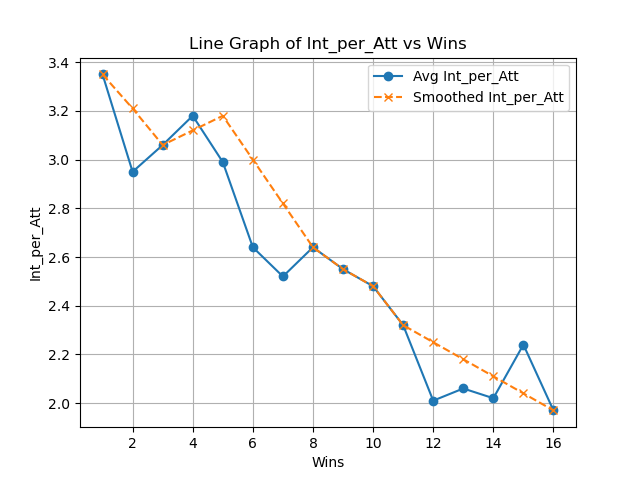 Line Graph of Int_per_Att vs Wins
Avg Int_per_Att
Smoothed Int_per_Att
3.4
3.2
3.0
2.8
2.6
2.4
2.2
2.0
Int_per_Att
2 4 6 8 10 12 14 16
Wins